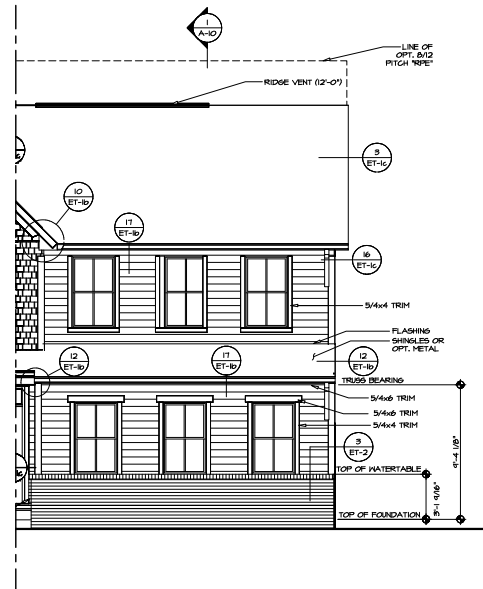 1
A-10
LINE OF
OPT. 8/12
PITCH "RPE"
RIDGE VENT (12'-0")
3
ET-1c
10
ET-1b
17
ET-1b
16
ET-1c
5/4x4 TRIM
FLASHING
SHINGLES OR
OPT. METAL
12
ET-1b
17
ET-1b
12
ET-1b
TRUSS BEARING
5/4x6 TRIM
5/4x6 TRIM
5/4x4 TRIM
3
ET-2
TOP OF WATERTABLE
9'-4 1/8"
3'-1 9/16"
TOP OF FOUNDATION